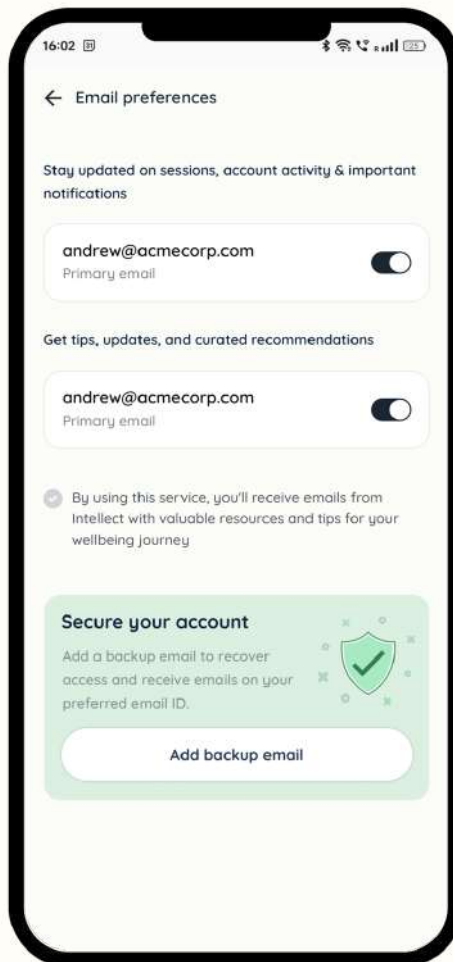 16:02
25
Email preferences
Stay updated on sessions, account activity & important
notifications
andrew@acmecorp.com
Primary email
Get tips, updates, and curated recommendations
andrew@acmecorp.com
Primary email
By using this service, you'll receive emails from
Intellect with valuable resources and tips for your
wellbeing journey
Secure your account
Add a backup email to recover
access and receive emails on your
preferred email ID.
Add backup email